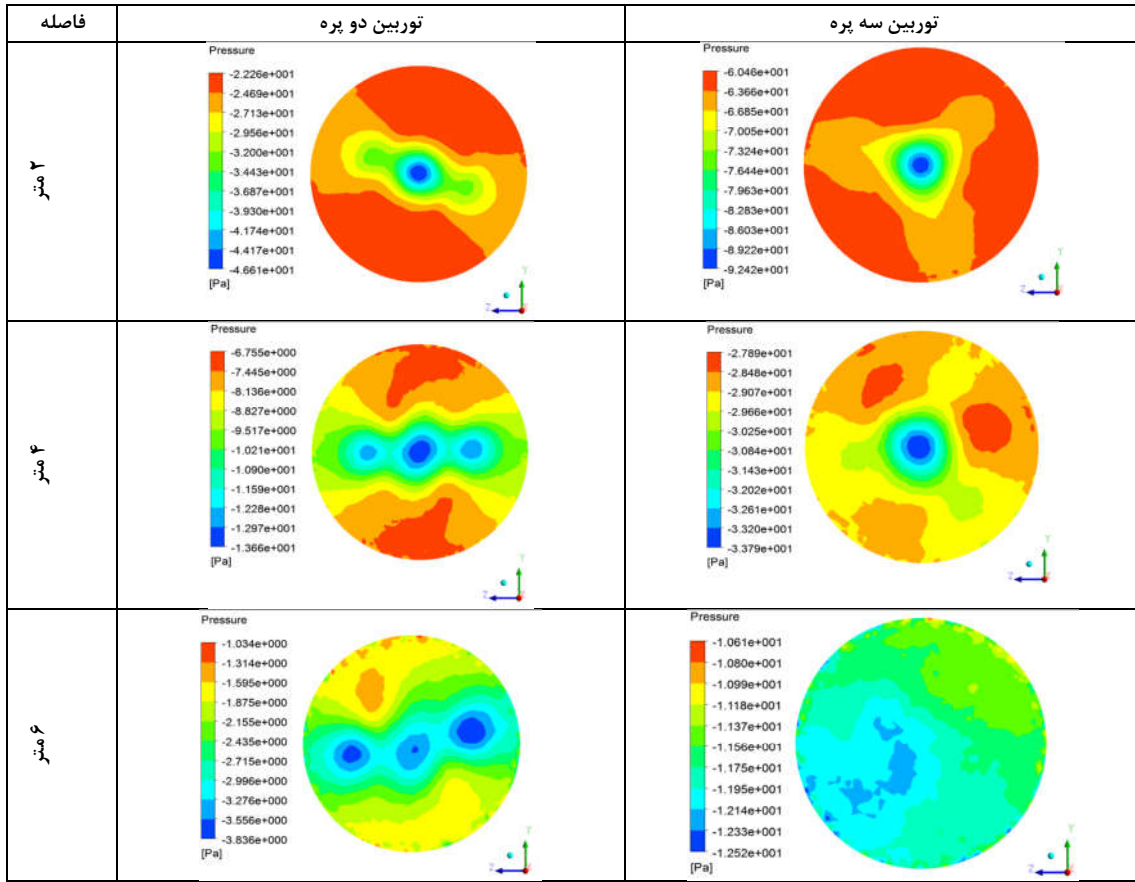 فاصله
توربین دو پره
توربین سه پره
۲ متر
Pressure
-2.226e+001
-2.469e+001
-2.713e+001
-2.956e+001
-3.200e+001
-3.443e+001
-3.687e+001
-3.930e+001
-4.174e+001
-4.417e+001
-4.661e+001
[Pa]
Y
Z
Pressure
-6.046e+001
-6.366e+001
-6.685e+001
-7.005e+001
-7.324e+001
-7.644e+001
-7.963e+001
-8.283e+001
-8.603e+001
-8.922e+001
-9.242e+001
[Pa]
Y
Z
۴ متر
Pressure
-6.755e+000
-7.445e+000
-8.136e+000
-8.827e+000
-9.517e+000
-1.021e+001
-1.090e+001
-1.159e+001
-1.228e+001
-1.297e+001
-1.366e+001
[Pa]
Y
Z
Pressure
-2.789e+001
-2.848e+001
-2.907e+001
-2.966e+001
-3.025e+001
-3.084e+001
-3.143e+001
-3.202e+001
-3.261e+001
-3.320e+001
-3.379e+001
[Pa]
Y
Z
۶ متر
Pressure
-1.034e+000
-1.314e+000
-1.595e+000
-1.875e+000
-2.155e+000
-2.435e+000
-2.715e+000
-2.996e+000
-3.276e+000
-3.556e+000
-3.836e+000
[Pa]
Y
Z
Pressure
-1.061e+001
-1.080e+001
-1.099e+001
-1.118e+001
-1.137e+001
-1.156e+001
-1.175e+001
-1.195e+001
-1.214e+001
-1.233e+001
-1.252e+001
[Pa]
Y
Z